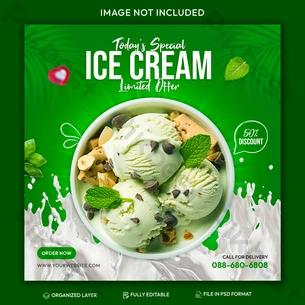 IMAGE NOT INCLUDED
Today's Special
ICE CREAM
Limited Offer
50%
DISCOUNT
ORDER NOW
WWW.YOURWEBSITE.COM
CALL FOR DELIVERY
088-680-6808
ORGANIZED LAYER
FULLY EDITABLE
FILE IN PSD FORMAT